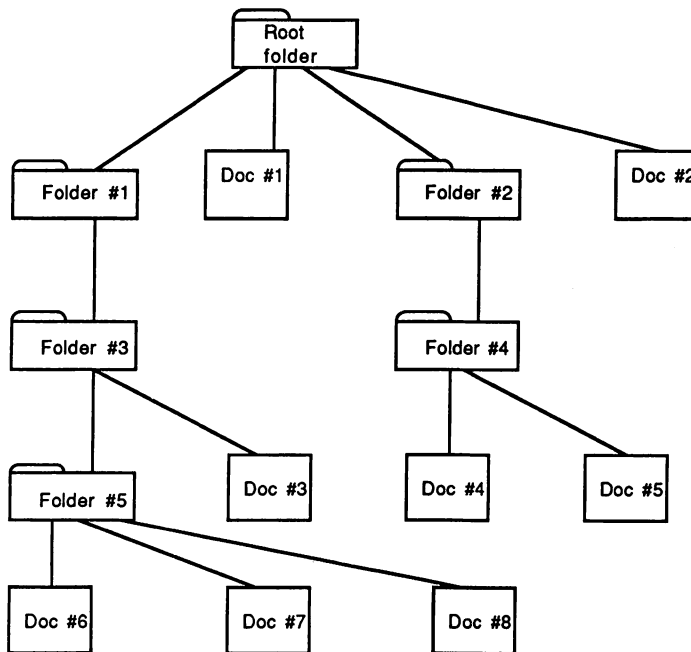 Root
folder
Folder #1
Doc #1
Folder #2
Doc #2
Folder #3
Folder #4
Folder #5
Doc #3
Doc #4
Doc #5
Doc #6
Doc #7
Doc #8